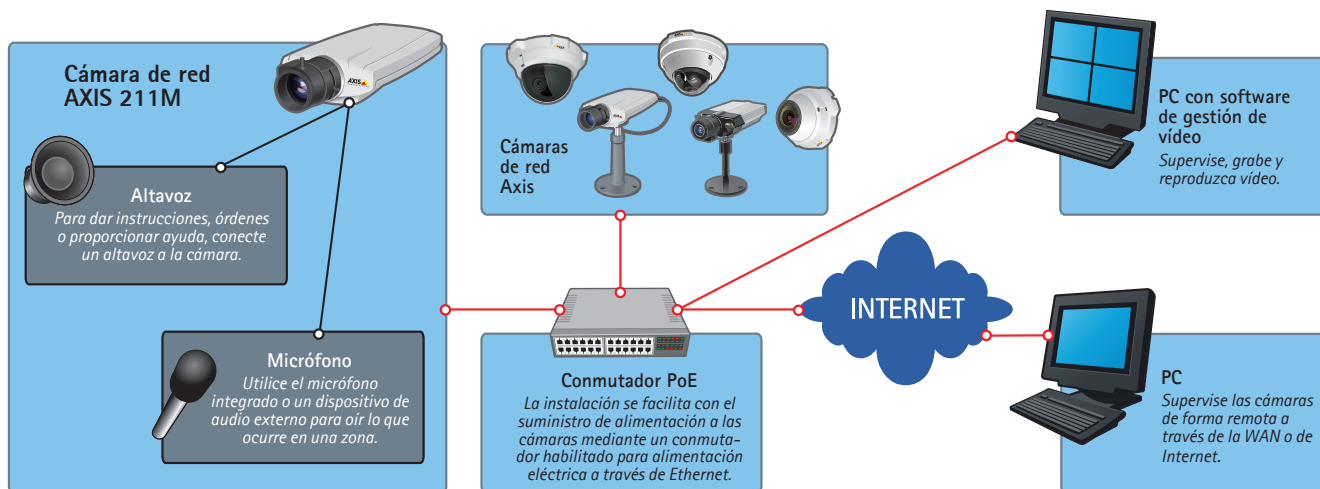 Cámara de red
AXIS 211M
AXIS
Altavoz
Para dar instrucciones, órdenes
o proporcionar ayuda, conecte
un altavoz a la cámara.
Micrófono
Utilice el micrófono
integrado o un dispositivo de
audio externo para oír lo que
ocurre en una zona.
Cámaras
de red
Axis
Conmutador PoE
La instalación se facilita con el
suministro de alimentación a las
cámaras mediante un conmuta-
dor habilitado para alimentación
eléctrica a través de Ethernet.
INTERNET
PC con software
de gestión de
vídeo
Supervise, grabe y
reproduzca vídeo.
PC
Supervise las cámaras
de forma remota a
través de la WAN o de
Internet.